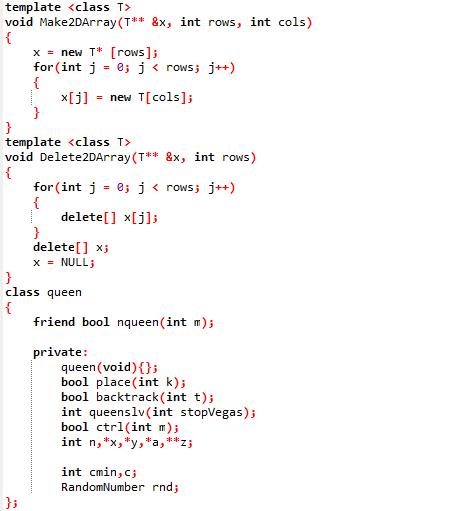 template <class T>
void Make2DArray(T** &x, int rows, int cols)
{
    x = new T* [rows];
    for(int j = 0; j < rows; j++)
    {
        x[j] = new T[cols];
    }
}
template <class T>
void Delete2DArray(T** &x, int rows)
{
    for(int j = 0; j < rows; j++)
    {
        delete[] x[j];
    }
    delete[] x;
    x = NULL;
}
class queen
{
    friend bool nqueen(int m);

    private:
        queen(void){};
        bool place(int k);
        bool backtrack(int t);
        int queenslv(int stopVegas);
        bool ctrl(int m);
        int n,*x,*y,*a,**z;

        int cmin,c;
        RandomNumber rnd;
};